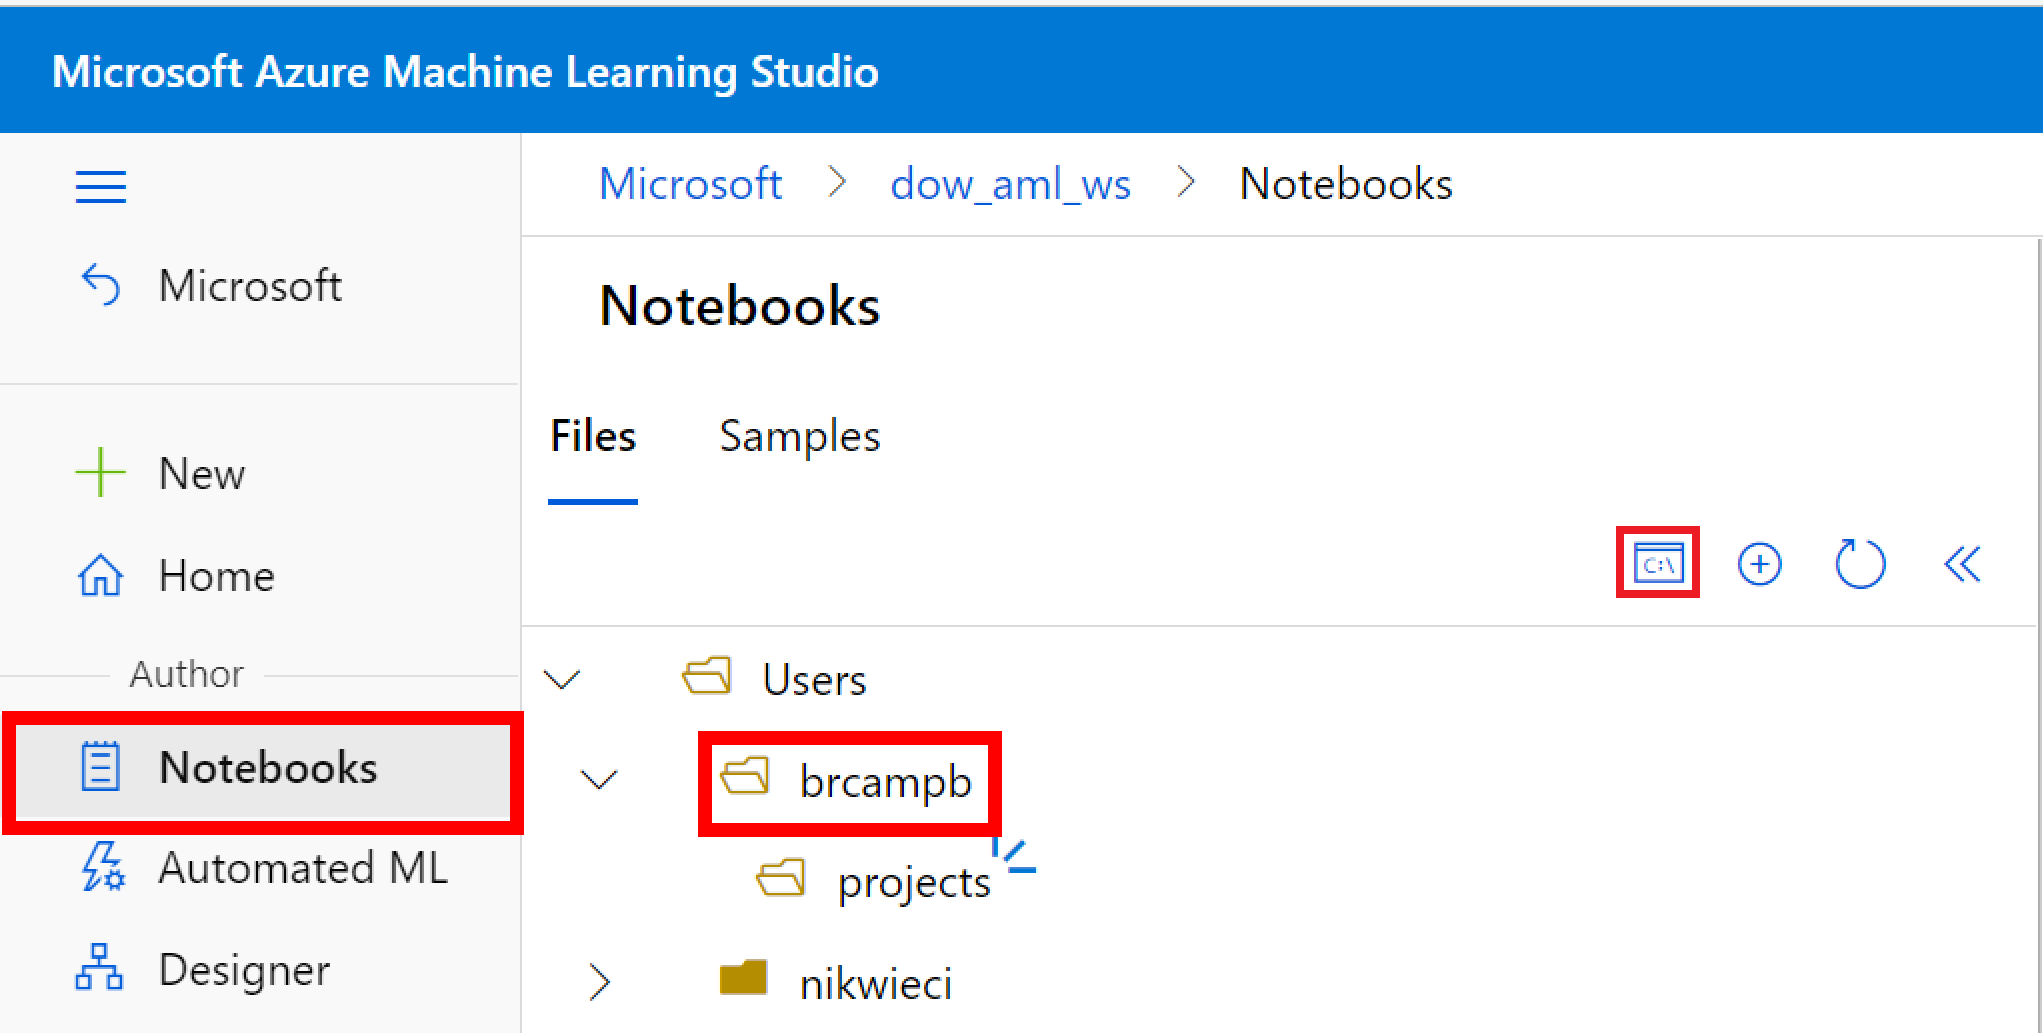 Microsoft Azure Machine Learning Studio
Microsoft > dow_aml_ws > Notebooks
Microsoft
New
Home
Author
Notebooks
Automated ML
Designer
Notebooks
Files Samples
C:\
Users
brcampb
projects
nikwieci